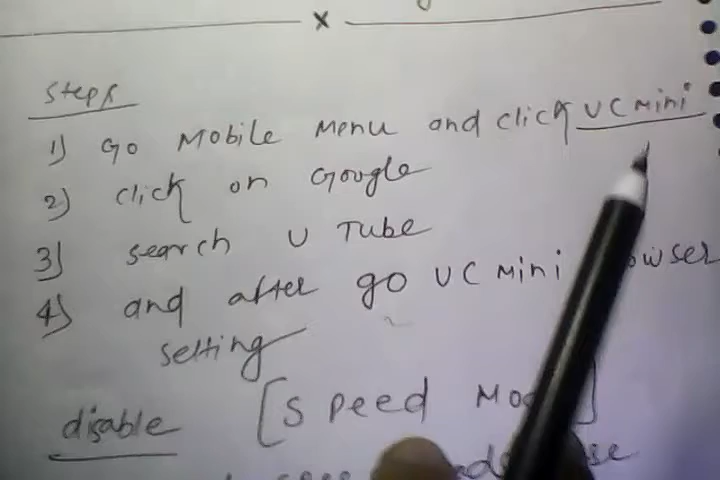 Steps
1) Go Mobile Menu and click UC Mini
2) click on Google
3) search U Tube
4) and after go UC Mini
setting
disable [Speed